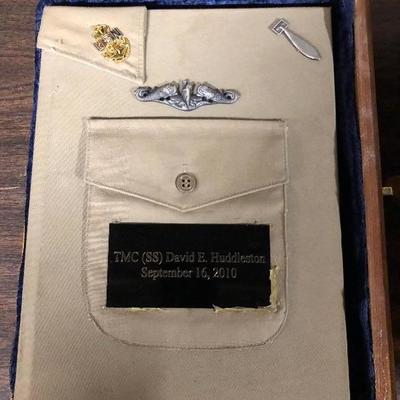 TMC (SS) David E. Huddleston
September 16, 2010